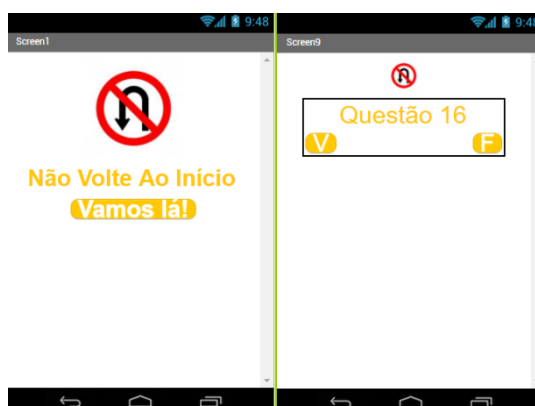 9:48
Screen1
Não Volte Ao Início
Vamos lá!
9:48
Screen9
Questão 16
V
F